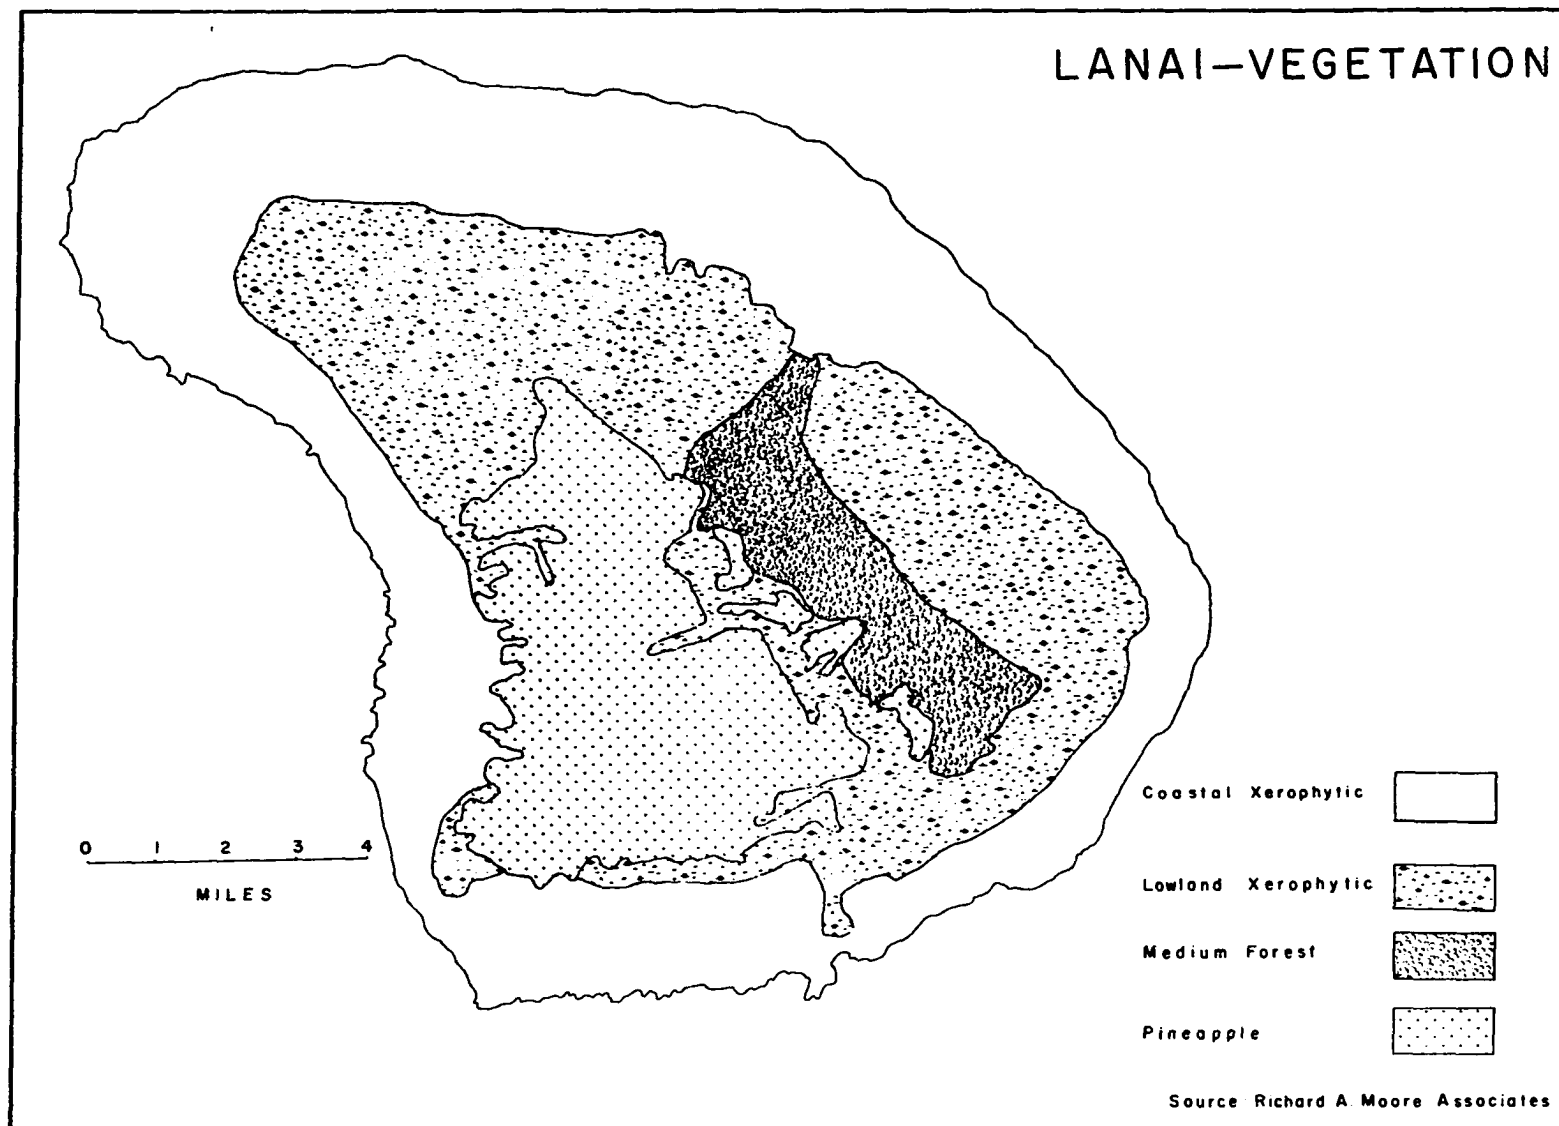 LANAI—VEGETATION
0 1 2 3 4
MILES
Coastal Xerophytic
Lowland Xerophytic
Medium Forest
Pineapple
Source Richard A. Moore Associates